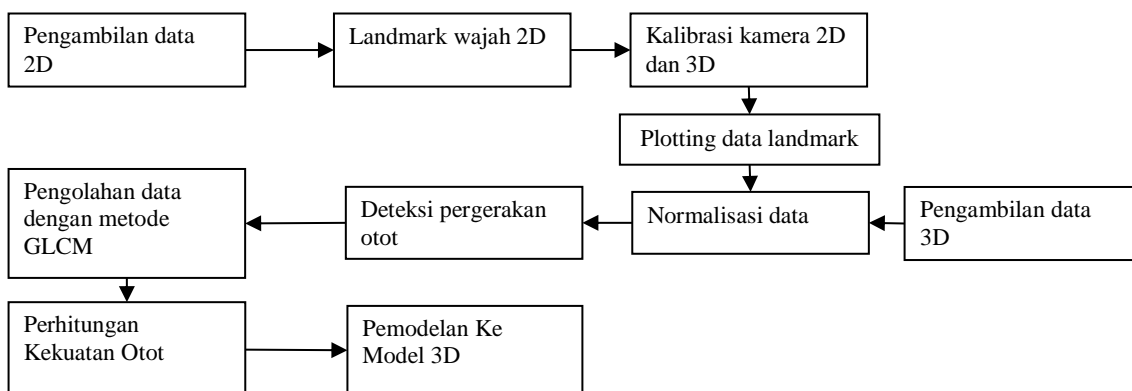 Pengambilan data
2D
Landmark wajah 2D
Kalibrasi kamera 2D
dan 3D
Plotting data landmark
Pengolahan data
dengan metode
GLCM
Deteksi pergerakan
otot
Normalisasi data
Pengambilan data
3D
Perhitungan
Kekuatan Otot
Pemodelan Ke
Model 3D